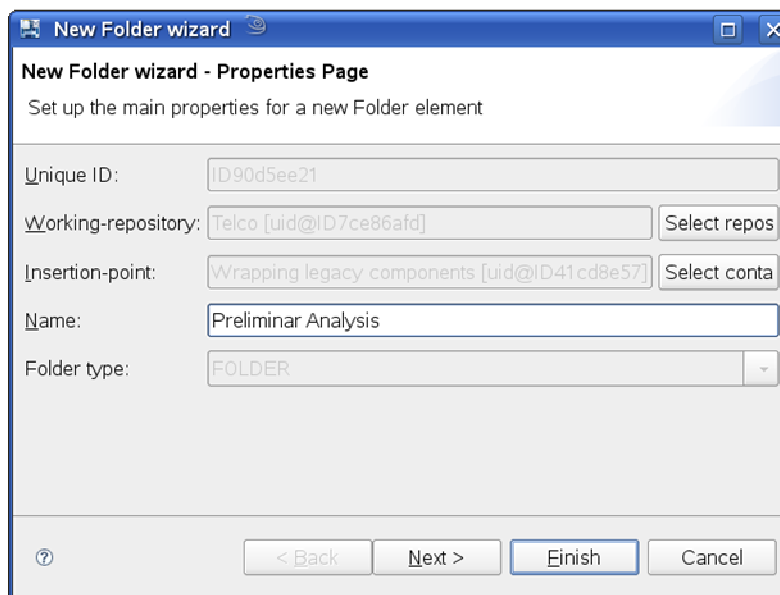 New Folder wizard
New Folder wizard - Properties Page
Set up the main properties for a new Folder element
Unique ID: ID90d5ee21
Working-repository: Telco [uid@ID7ce86afd] Select repos
Insertion-point: Wrapping legacy components [uid@ID41cd8e57] Select conta
Name: Preliminar Analysis
Folder type: FOLDER
? < Back Next > Finish Cancel